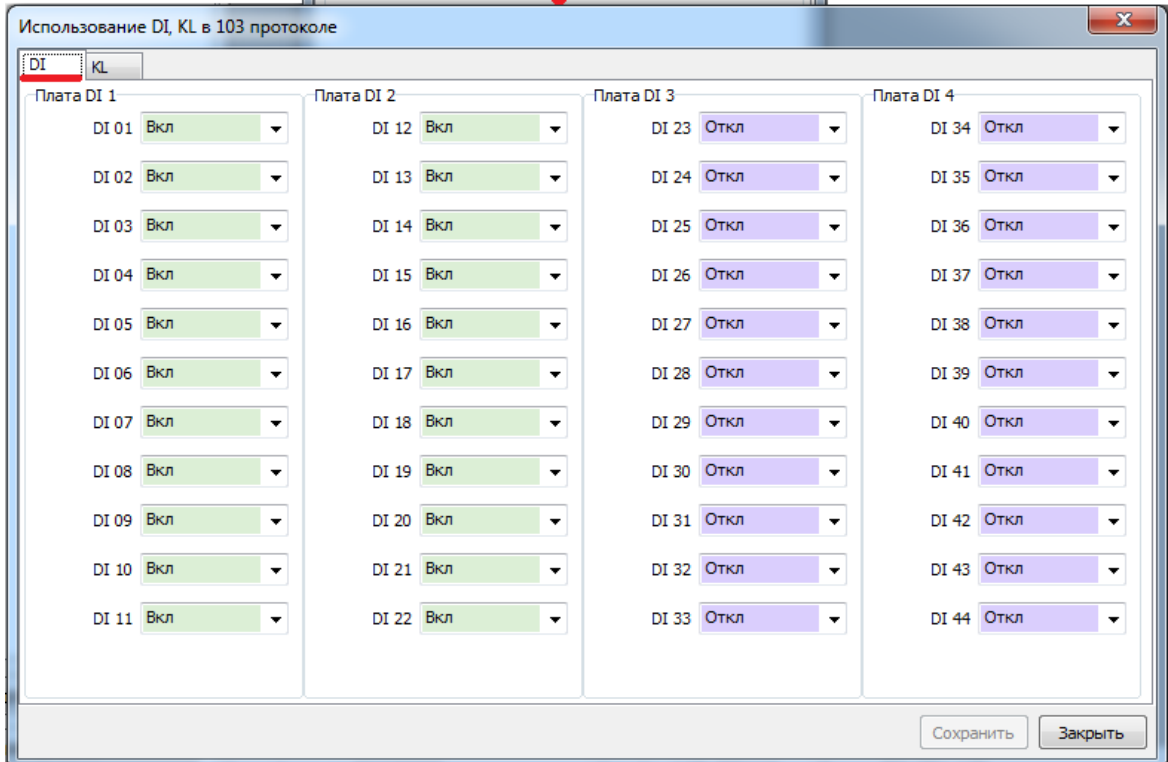 Использование DI, KL в 103 протоколе
DI KL
Плата DI 1 Плата DI 2 Плата DI 3 Плата DI 4
DI 01 Вкл DI 12 Вкл DI 23 Откл DI 34 Откл
DI 02 Вкл DI 13 Вкл DI 24 Откл DI 35 Откл
DI 03 Вкл DI 14 Вкл DI 25 Откл DI 36 Откл
DI 04 Вкл DI 15 Вкл DI 26 Откл DI 37 Откл
DI 05 Вкл DI 16 Вкл DI 27 Откл DI 38 Откл
DI 06 Вкл DI 17 Вкл DI 28 Откл DI 39 Откл
DI 07 Вкл DI 18 Вкл DI 29 Откл DI 40 Откл
DI 08 Вкл DI 19 Вкл DI 30 Откл DI 41 Откл
DI 09 Вкл DI 20 Вкл DI 31 Откл DI 42 Откл
DI 10 Вкл DI 21 Вкл DI 32 Откл DI 43 Откл
DI 11 Вкл DI 22 Вкл DI 33 Откл DI 44 Откл
Сохранить Закрыть